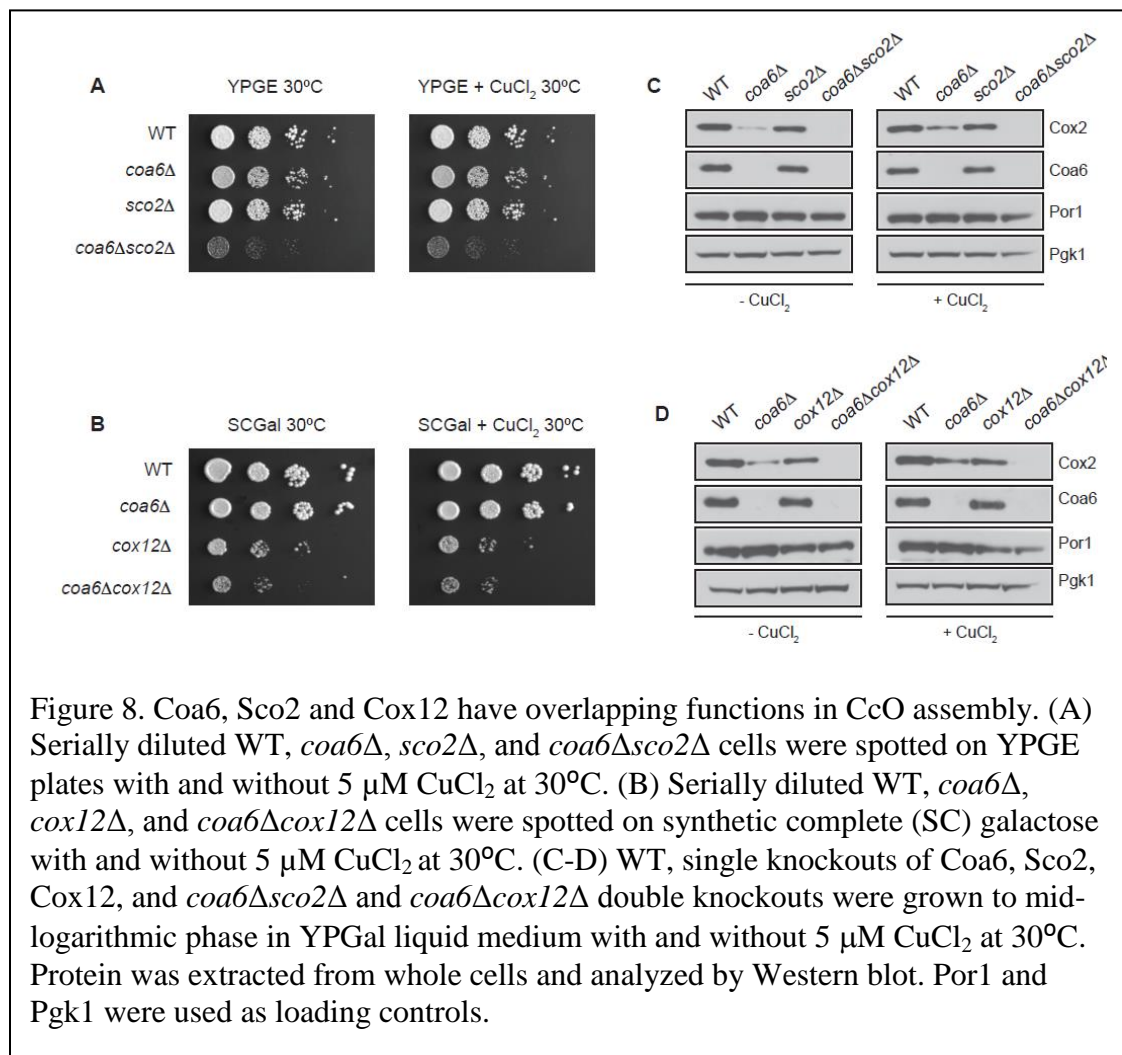 A
YPGE 30ºC
YPGE + CuCl₂ 30ºC
WT
coa6Δ
sco2Δ
coa6Δsco2Δ
C
WT
coa6Δ
sco2Δ
coa6Δsco2Δ
WT
coa6Δ
sco2Δ
coa6Δsco2Δ
Cox2
Coa6
Por1
Pgk1
- CuCl₂
+ CuCl₂
B
SCGal 30ºC
SCGal + CuCl₂ 30ºC
WT
coa6Δ
cox12Δ
coa6Δcox12Δ
D
WT
coa6Δ
cox12Δ
coa6Δcox12Δ
WT
coa6Δ
cox12Δ
coa6Δcox12Δ
Cox2
Coa6
Por1
Pgk1
- CuCl₂
+ CuCl₂
Figure 8. Coa6, Sco2 and Cox12 have overlapping functions in CcO assembly. (A)
Serially diluted WT, coa6Δ, sco2Δ, and coa6Δsco2Δ cells were spotted on YPGE
plates with and without 5 μM CuCl₂ at 30ºC. (B) Serially diluted WT, coa6Δ,
cox12Δ, and coa6Δcox12Δ cells were spotted on synthetic complete (SC) galactose
with and without 5 μM CuCl₂ at 30ºC. (C-D) WT, single knockouts of Coa6, Sco2,
Cox12, and coa6Δsco2Δ and coa6Δcox12Δ double knockouts were grown to mid-
logarithmic phase in YPGal liquid medium with and without 5 μM CuCl₂ at 30ºC.
Protein was extracted from whole cells and analyzed by Western blot. Por1 and
Pgk1 were used as loading controls.